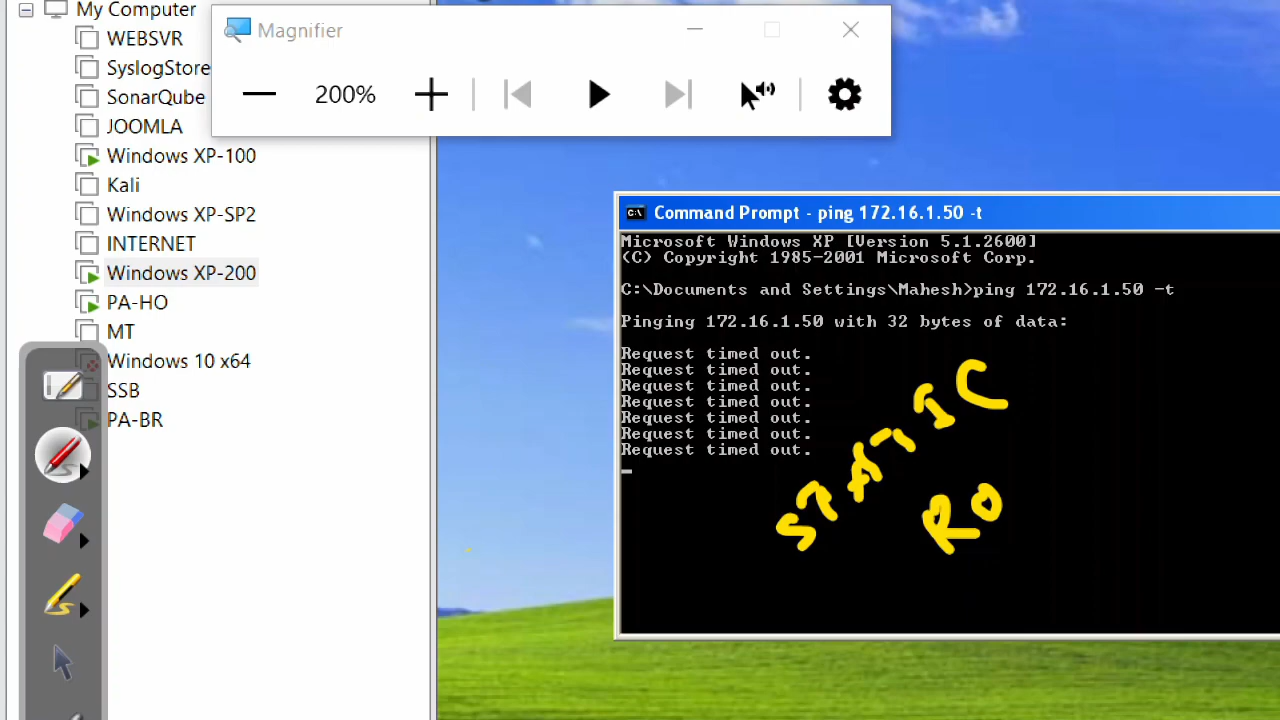 My Computer
WEBSVR
SyslogStore
SonarQube
JOOMLA
Windows XP-100
Kali
Windows XP-SP2
INTERNET
Windows XP-200
PA-HO
MT
Windows 10 x64
SSB
PA-BR
Magnifier
200%
Command Prompt - ping 172.16.1.50 -t
Microsoft Windows XP [Version 5.1.2600]
(C) Copyright 1985-2001 Microsoft Corp.
C:\Documents and Settings\Mahesh>ping 172.16.1.50 -t
Pinging 172.16.1.50 with 32 bytes of data:
Request timed out.
Request timed out.
Request timed out.
Request timed out.
Request timed out.
Request timed out.
Request timed out.
STATIC
RO